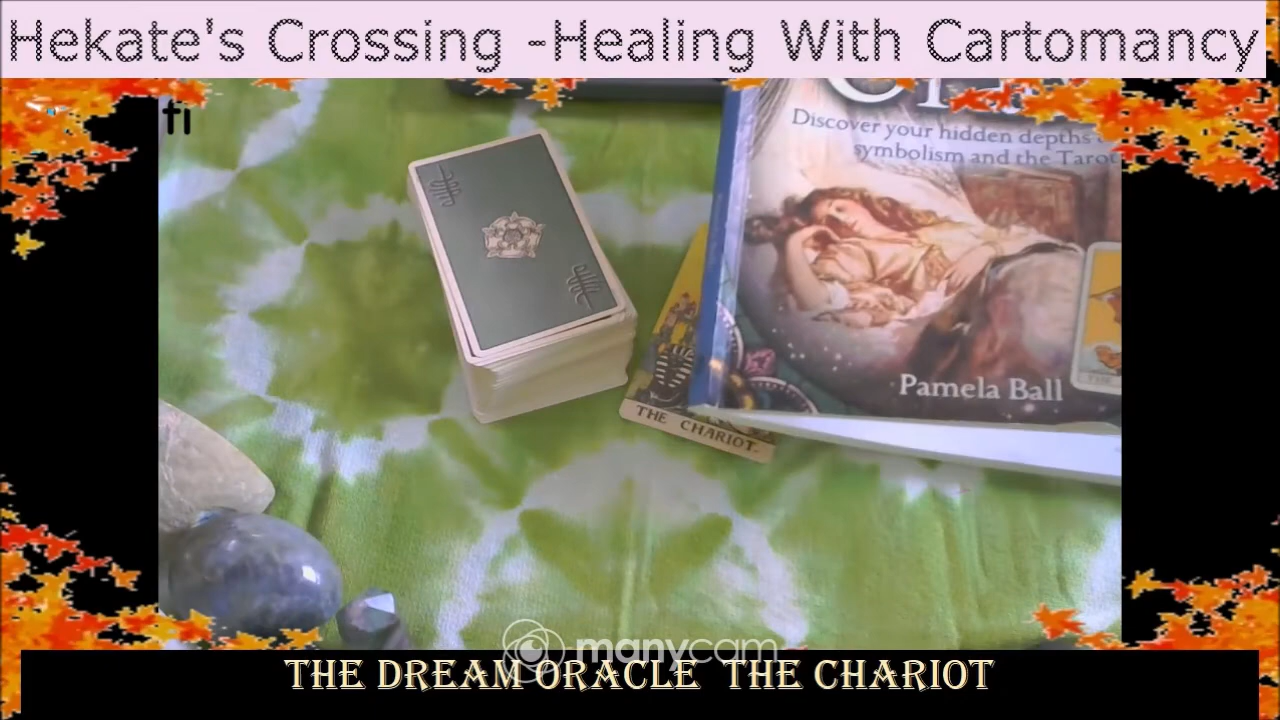 Hekate's Crossing -Healing With Cartomancy
fi
Discover your hidden depths
symbolism and the Tarot
Pamela Ball
THE CHARIOT.
manycam
THE DREAM ORACLE THE CHARIOT